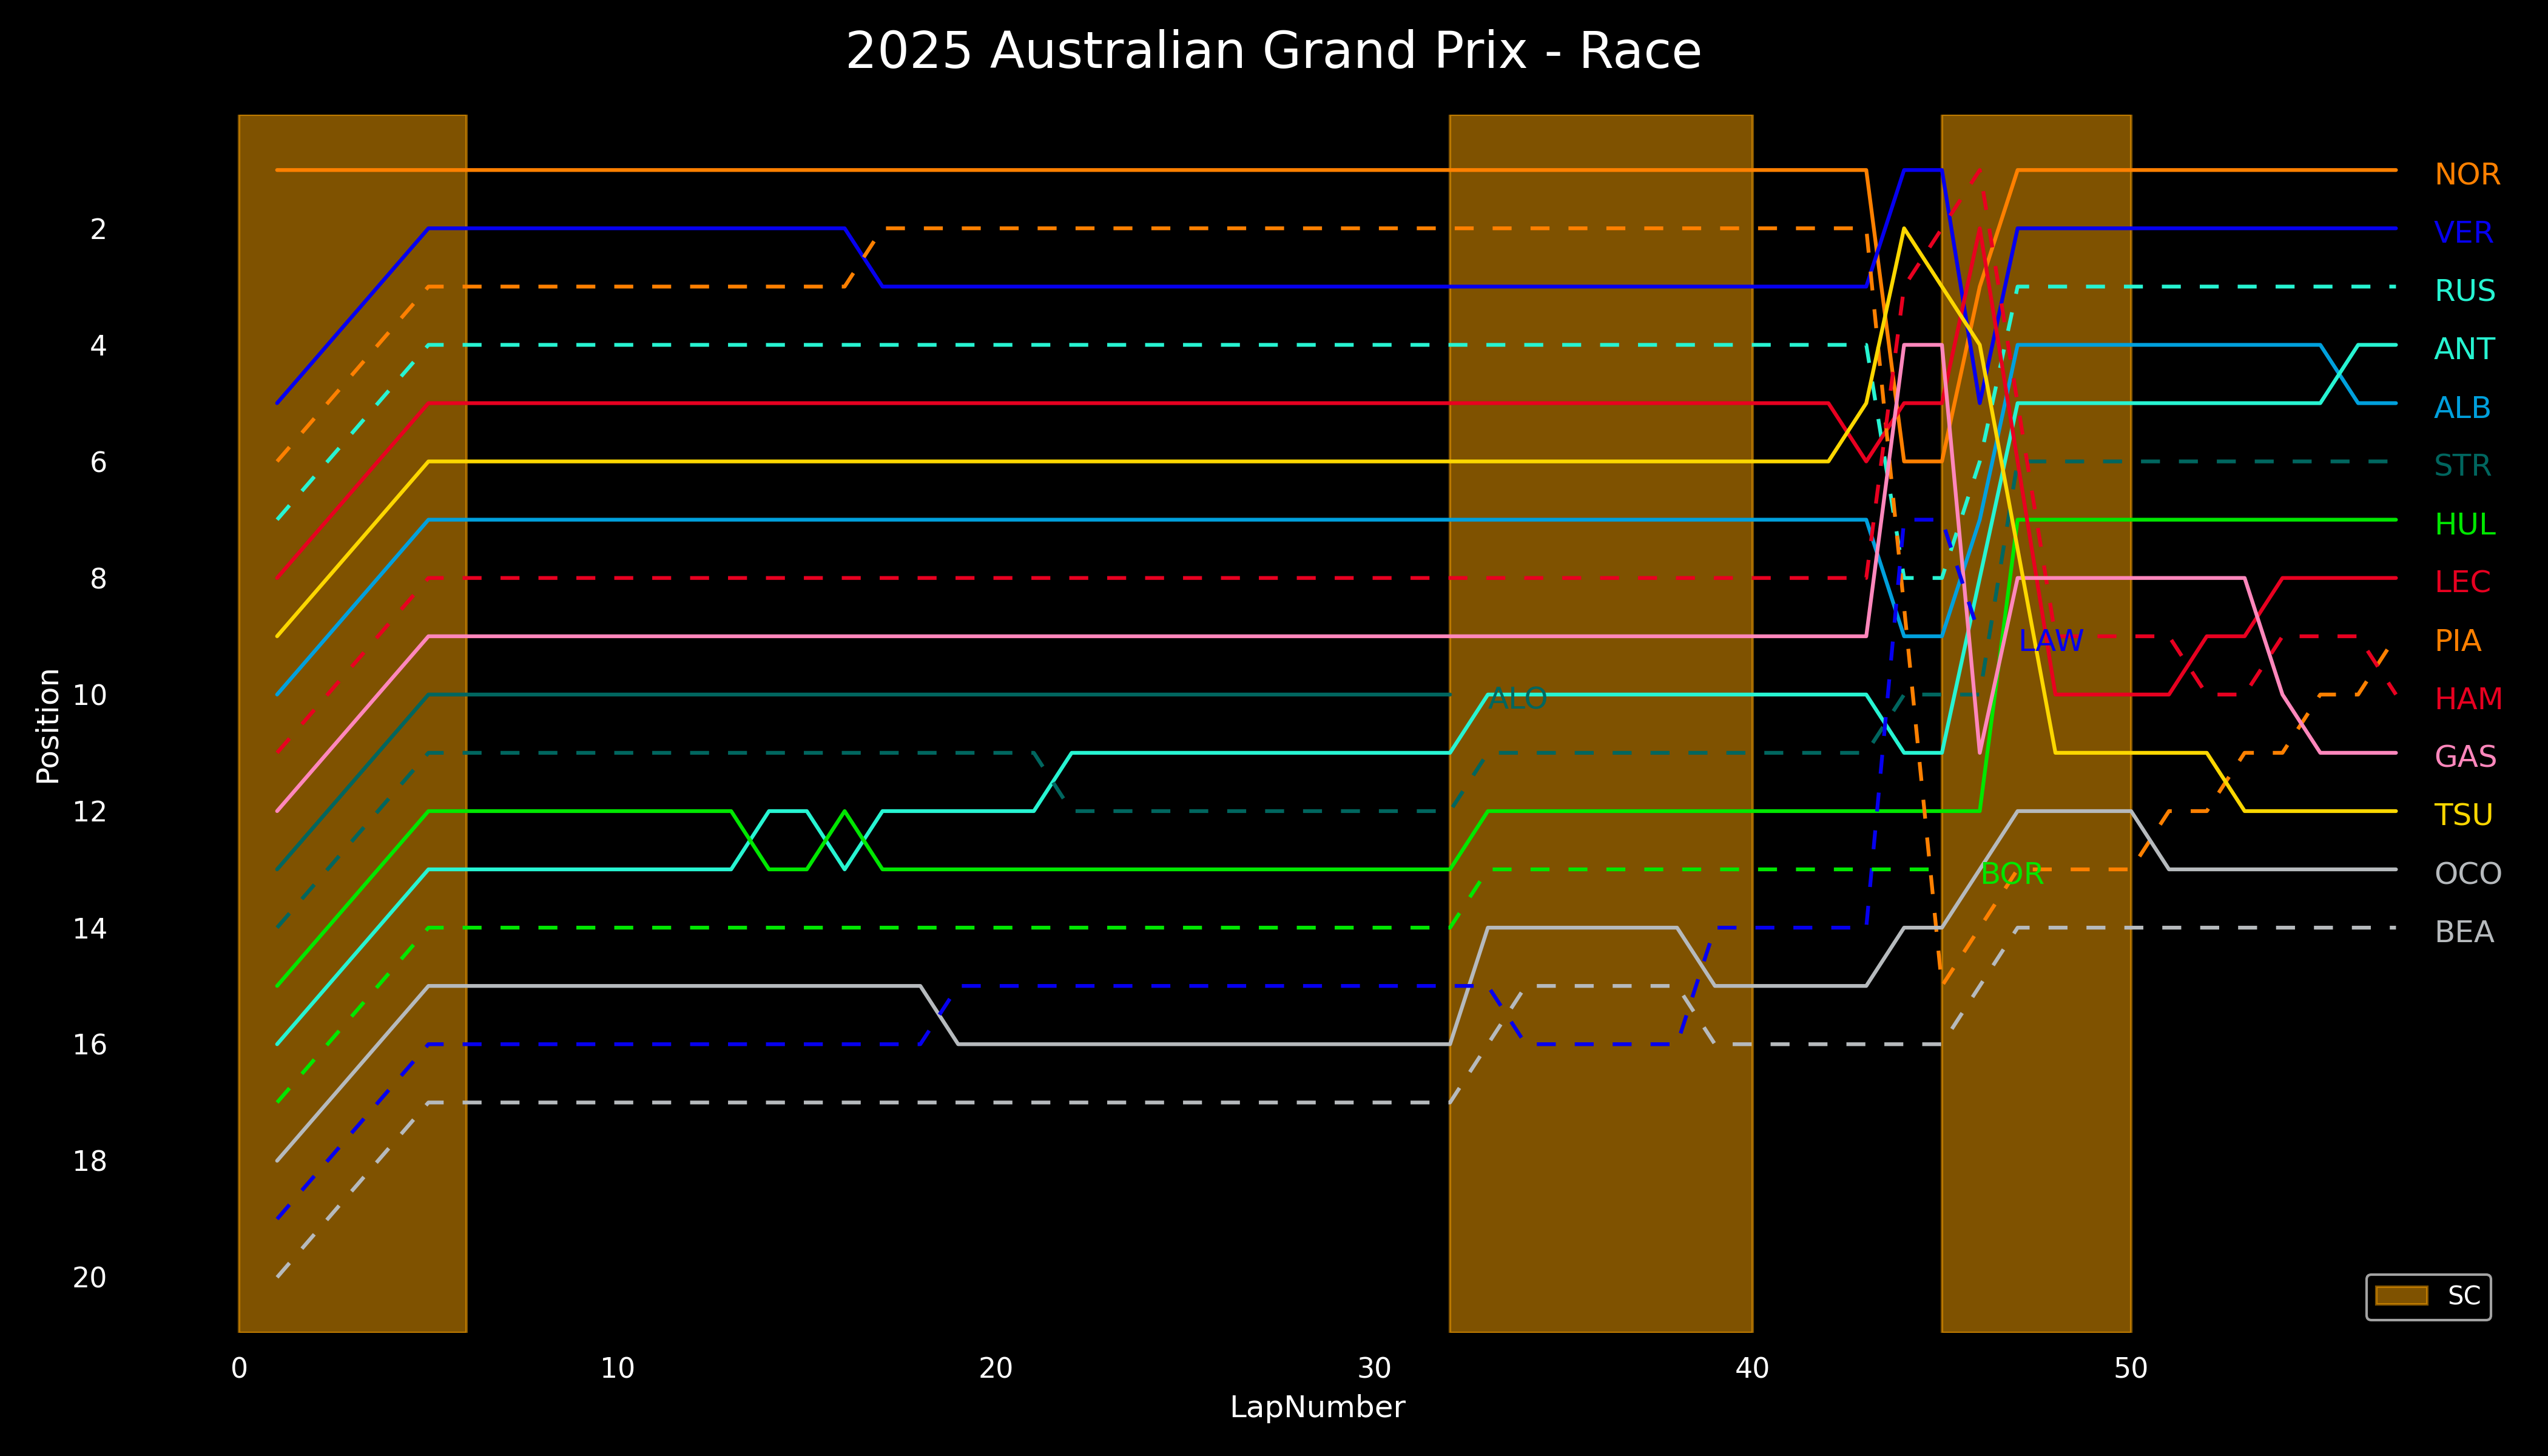 2025 Australian Grand Prix - Race
Position
2
4
6
8
10
12
14
16
18
20
NOR
VER
RUS
ANT
ALB
STR
HUL
LEC
LAW
PIA
ALO
HAM
GAS
TSU
BOR
OCO
BEA
SC
0 10 20 30 40 50
LapNumber